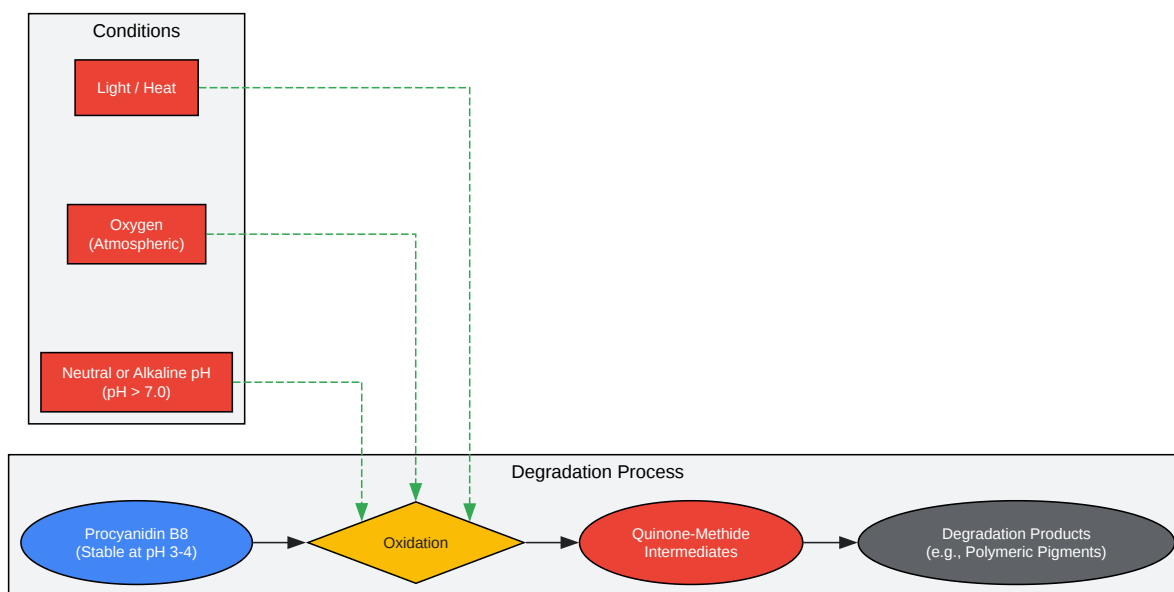 Conditions
Light / Heat
Oxygen
(Atmospheric)
Neutral or Alkaline pH
(pH > 7.0)
Degradation Process
Procyanidin B8
(Stable at pH 3-4)
Oxidation
Quinone-Methide
Intermediates
Degradation Products
(e.g., Polymeric Pigments)